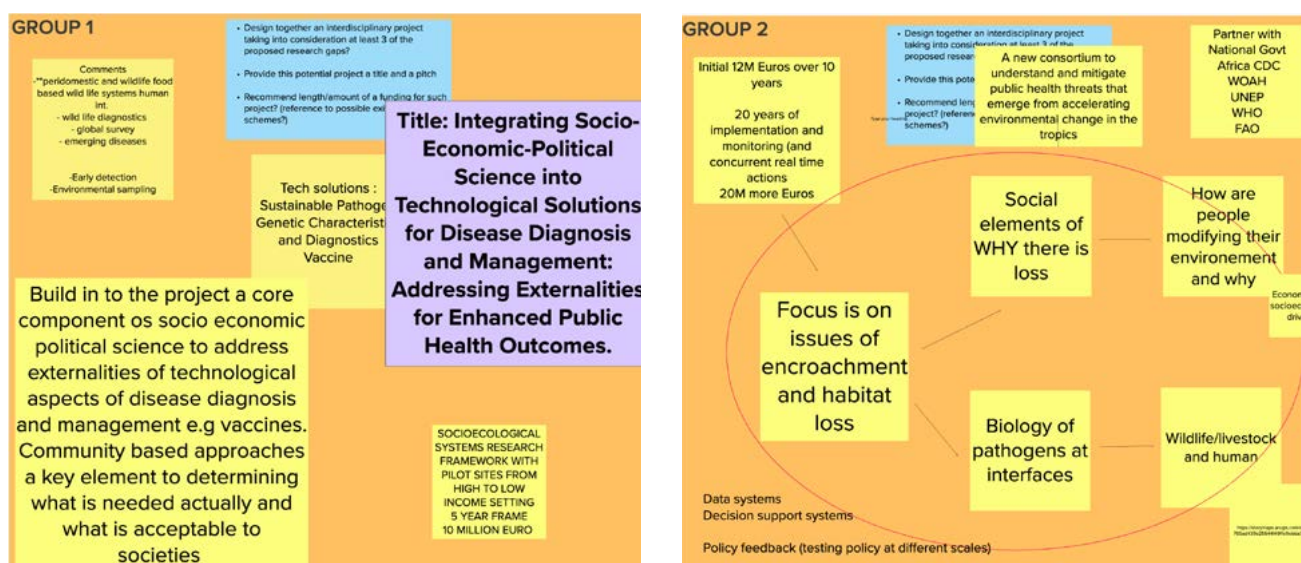 GROUP 1
Comments
-**peridomestic and wildlife food
based wild life systems human
int.
- wild life diagnostics
- global survey
- emerging diseases
-Early detection
-Environmental sampling
• Design together an interdisciplinary project
taking into consideration at least 3 of the
proposed research gaps?
• Provide this potential project a title and a pitch
• Recommend length/amount of a funding for such
project? (reference to possible
schemes?)
Title: Integrating Socio-
Economic-Political
Science into
Technological Solutions
for Disease Diagnosis
and Management:
Addressing Externalities
for Enhanced Public
Health Outcomes.
Tech solutions :
Sustainable Pathoge
Genetic Characterist
and Diagnostics
Vaccine
Build in to the project a core
component os socio economic
political science to address
externalities of technological
aspects of disease diagnosis
and management e.g vaccines.
Community based approaches
a key element to determining
what is needed actually and
what is acceptable to
societies
SOCIOECOLOGICAL
SYSTEMS RESEARCH
FRAMEWORK WITH
PILOT SITES FROM
HIGH TO LOW
INCOME SETTING
5 YEAR FRAME
10 MILLION EURO
GROUP 2
Initial 12M Euros over 10
years
20 years of
implementation and
monitoring (and
concurrent real time
actions
20M more Euros
• Design together an interdisciplinary project
taking into consideration at least 3 of the
• Provide this pote
• Recommend leng
project? (referenc
schemes?)
A new consortium to
understand and mitigate
public health threats that
emerge from accelerating
environmental change in the
tropics
Partner with
National Govt
Africa CDC
WOAH
UNEP
WHO
FAO
Social
elements of
WHY there is
loss
How are
people
modifying their
environement
and why
Econom
socioec
driv
Focus is on
issues of
encroachment
and habitat
loss
Biology of
pathogens at
interfaces
Wildlife/livestock
and human
Data systems
Decision support systems
Policy feedback (testing policy at different scales)